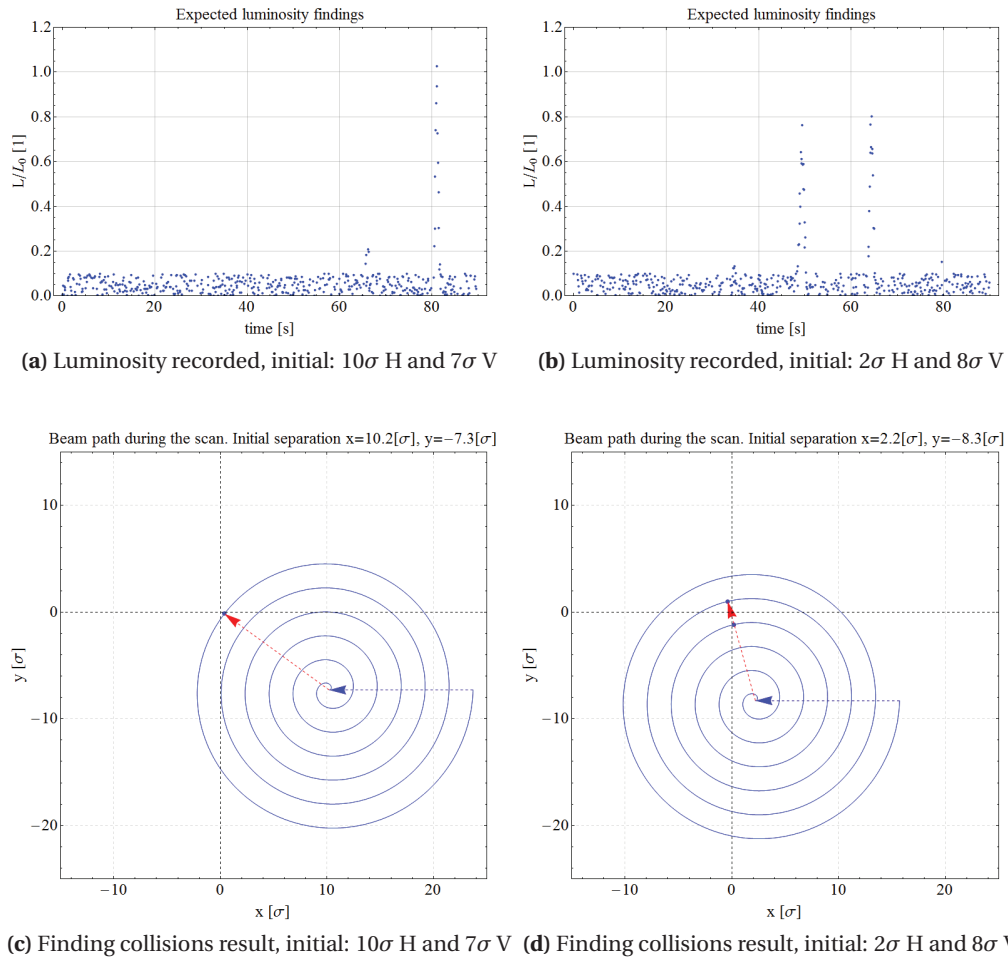 Expected luminosity findings
1.2
1.0
0.8
0.6
0.4
0.2
0.0
L/L0 [1]
0 20 40 60 80
time [s]
(a) Luminosity recorded, initial: 10σ H and 7σ V
Expected luminosity findings
1.2
1.0
0.8
0.6
0.4
0.2
0.0
L/L0 [1]
0 20 40 60 80
time [s]
(b) Luminosity recorded, initial: 2σ H and 8σ V
Beam path during the scan. Initial separation x=10.2[σ], y=−7.3[σ]
10
0
−10
−20
y [σ]
−10 0 10 20
x [σ]
(c) Finding collisions result, initial: 10σ H and 7σ V
Beam path during the scan. Initial separation x=2.2[σ], y=−8.3[σ]
10
0
−10
−20
y [σ]
−10 0 10 20
x [σ]
(d) Finding collisions result, initial: 2σ H and 8σ V